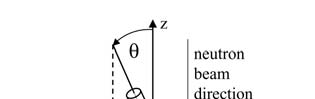 z
θ
neutron
beam
direction